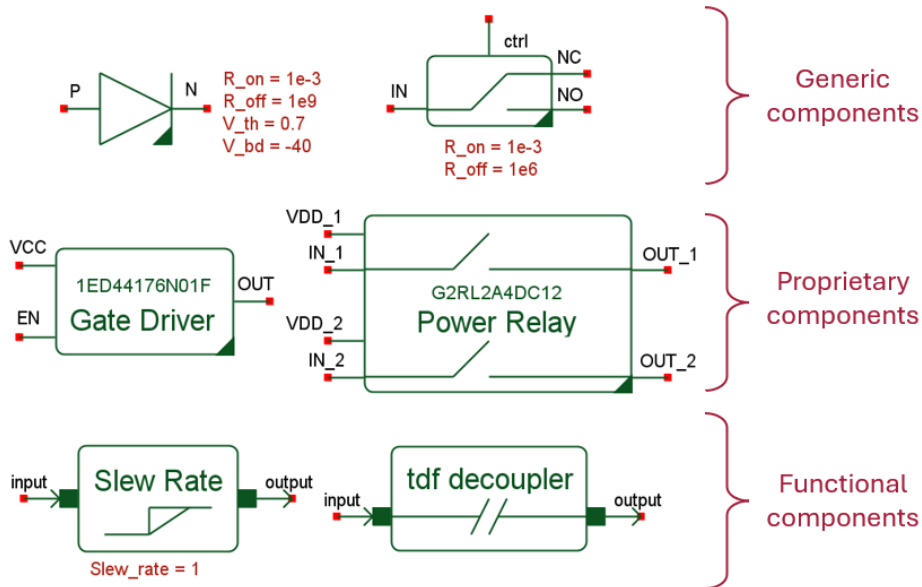 P
N
R_on = 1e-3
R_off = 1e9
V_th = 0.7
V_bd = -40
ctrl
IN
NC
NO
R_on = 1e-3
R_off = 1e6
Generic
components
VCC
EN
1ED44176N01F
Gate Driver
OUT
VDD_1
IN_1
OUT_1
G2RL2A4DC12
Power Relay
VDD_2
IN_2
OUT_2
Proprietary
components
input
Slew Rate
output
Slew_rate = 1
input
tdf decoupler
output
Functional
components